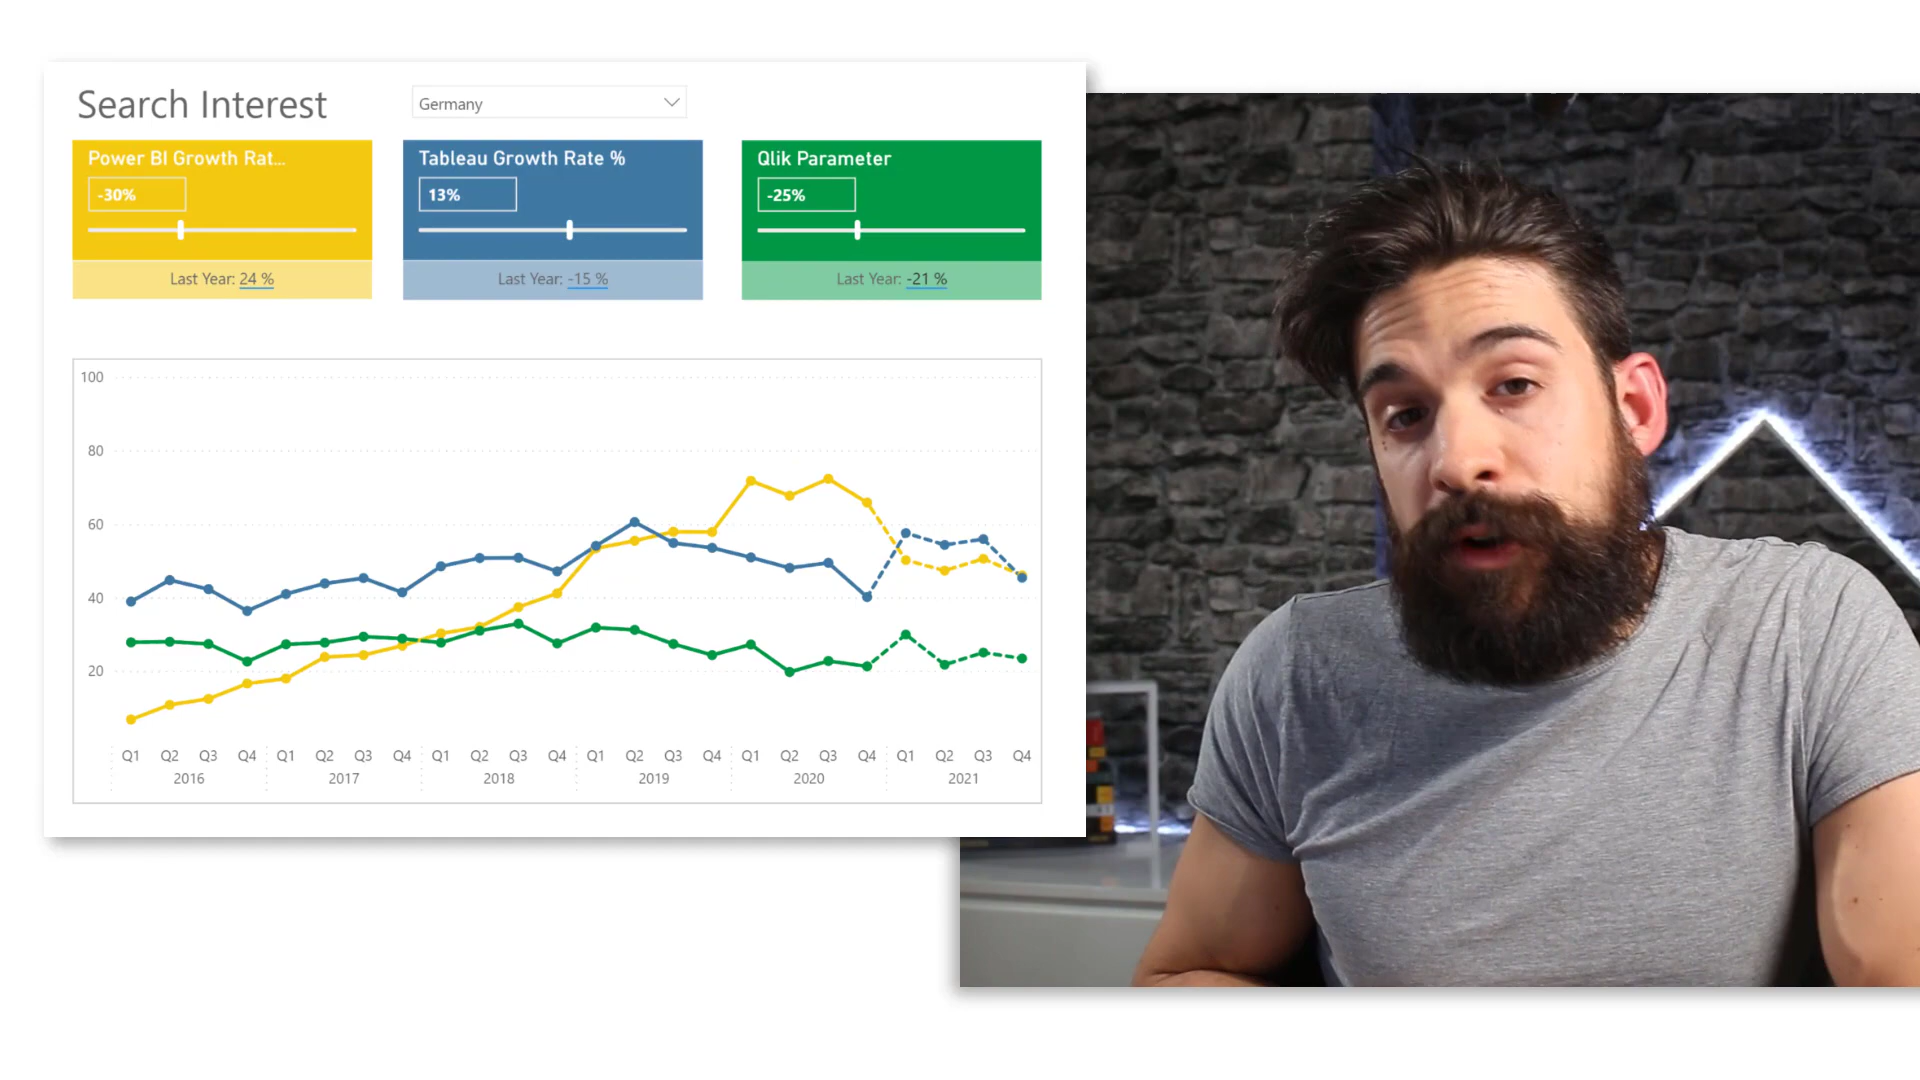 Search Interest
Germany
Power BI Growth Rat...
-30%
Last Year: 24 %
Tableau Growth Rate %
13%
Last Year: -15 %
Qlik Parameter
-25%
Last Year: -21 %
100
80
60
40
20
Q1 Q2 Q3 Q4 Q1 Q2 Q3 Q4 Q1 Q2 Q3 Q4 Q1 Q2 Q3 Q4 Q1 Q2 Q3 Q4 Q1 Q2 Q3 Q4
2016 2017 2018 2019 2020 2021